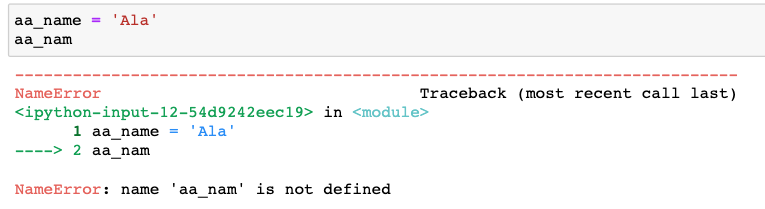 aa_name = 'Ala'
aa_nam
---------------------------------------------------------------------------
NameError                                 Traceback (most recent call last)
<ipython-input-12-54d9242eec19> in <module>
      1 aa_name = 'Ala'
----> 2 aa_nam
NameError: name 'aa_nam' is not defined